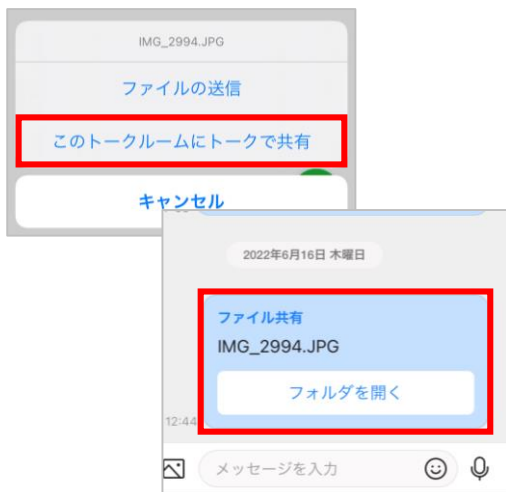 IMG_2994.JPG
ファイルの送信
このトークルームにトークで共有
キャンセル
2022年6月16日 木曜日
ファイル共有
IMG_2994.JPG
フォルダを開く
12:44
メッセージを入力